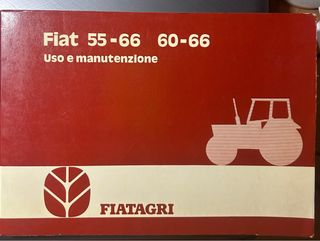 Fiat 55-66 60-66
Uso e manutenzione
FIATAGRI